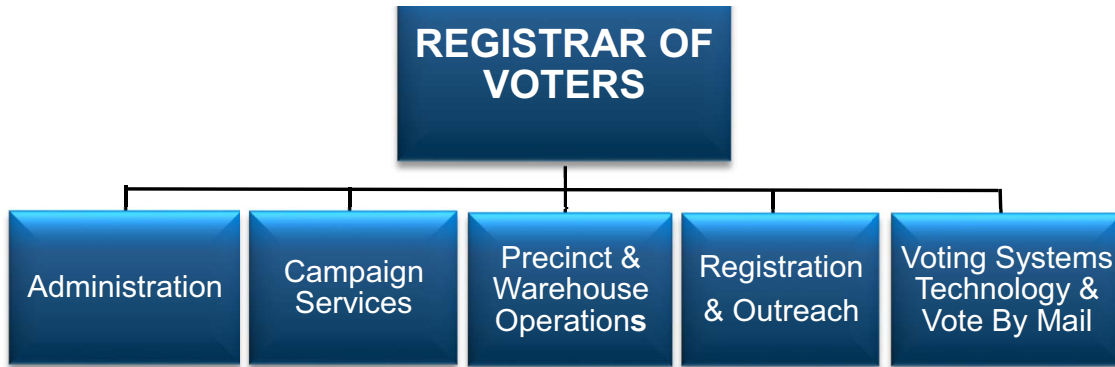 REGISTRAR OF
VOTERS
Administration
Campaign
Services
Precinct &
Warehouse
Operations
Registration
& Outreach
Voting Systems
Technology &
Vote By Mail